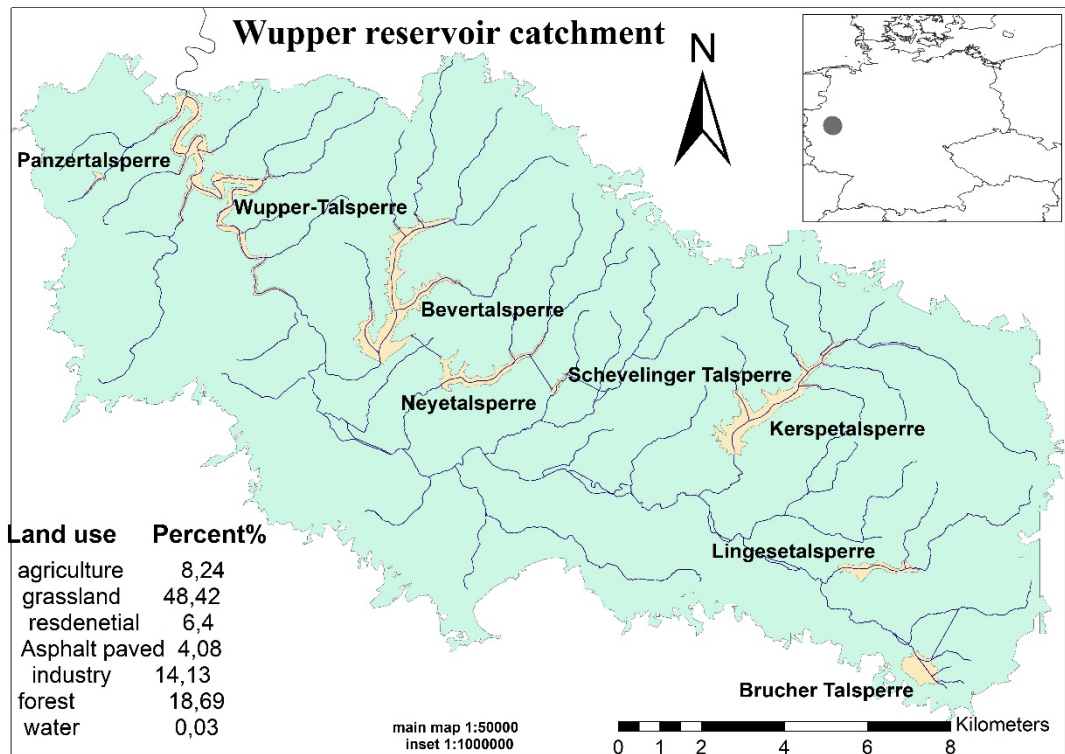 Wupper reservoir catchment
N
Panzertalsperre
Wupper-Talsperre
Bevertalsperre
Schevelinger Talsperre
Neyetalsperre
Kerspetalsperre
Lingesetalsperre
Brucher Talsperre
Land use Percent%
agriculture 8,24
grassland 48,42
resdenetial 6,4
Asphalt paved 4,08
industry 14,13
forest 18,69
water 0,03
main map 1:50000
inset 1:1000000
Kilometers
0 1 2 4 6 8